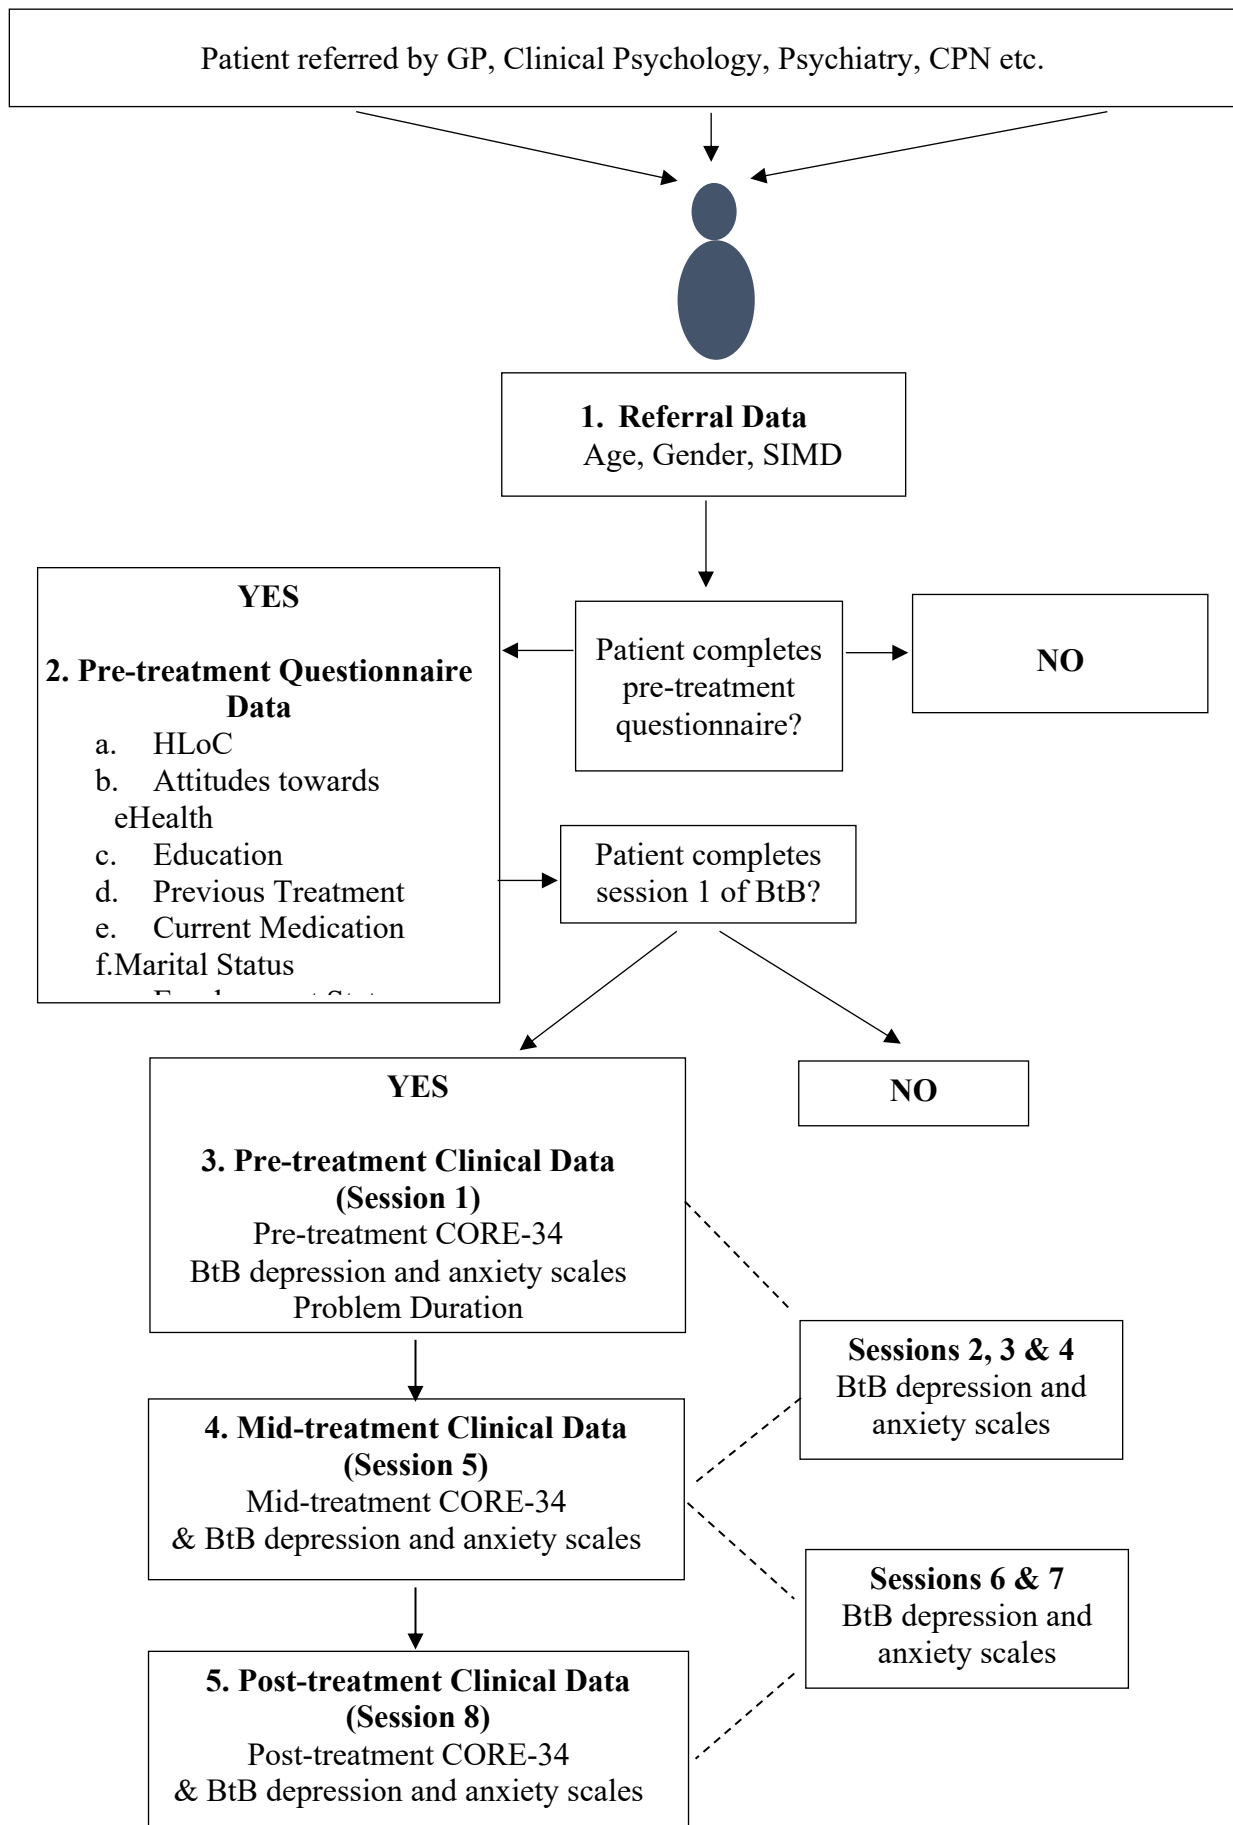 Patient referred by GP, Clinical Psychology, Psychiatry, CPN etc.
1. Referral Data
Age, Gender, SIMD
Patient completes
pre-treatment
questionnaire?
NO
YES
2. Pre-treatment Questionnaire
Data
a. HLoC
b. Attitudes towards
eHealth
c. Education
d. Previous Treatment
e. Current Medication
f.Marital Status
Patient completes
session 1 of BtB?
YES
3. Pre-treatment Clinical Data
(Session 1)
Pre-treatment CORE-34
BtB depression and anxiety scales
Problem Duration
NO
Sessions 2, 3 & 4
BtB depression and
anxiety scales
4. Mid-treatment Clinical Data
(Session 5)
Mid-treatment CORE-34
& BtB depression and anxiety scales
Sessions 6 & 7
BtB depression and
anxiety scales
5. Post-treatment Clinical Data
(Session 8)
Post-treatment CORE-34
& BtB depression and anxiety scales